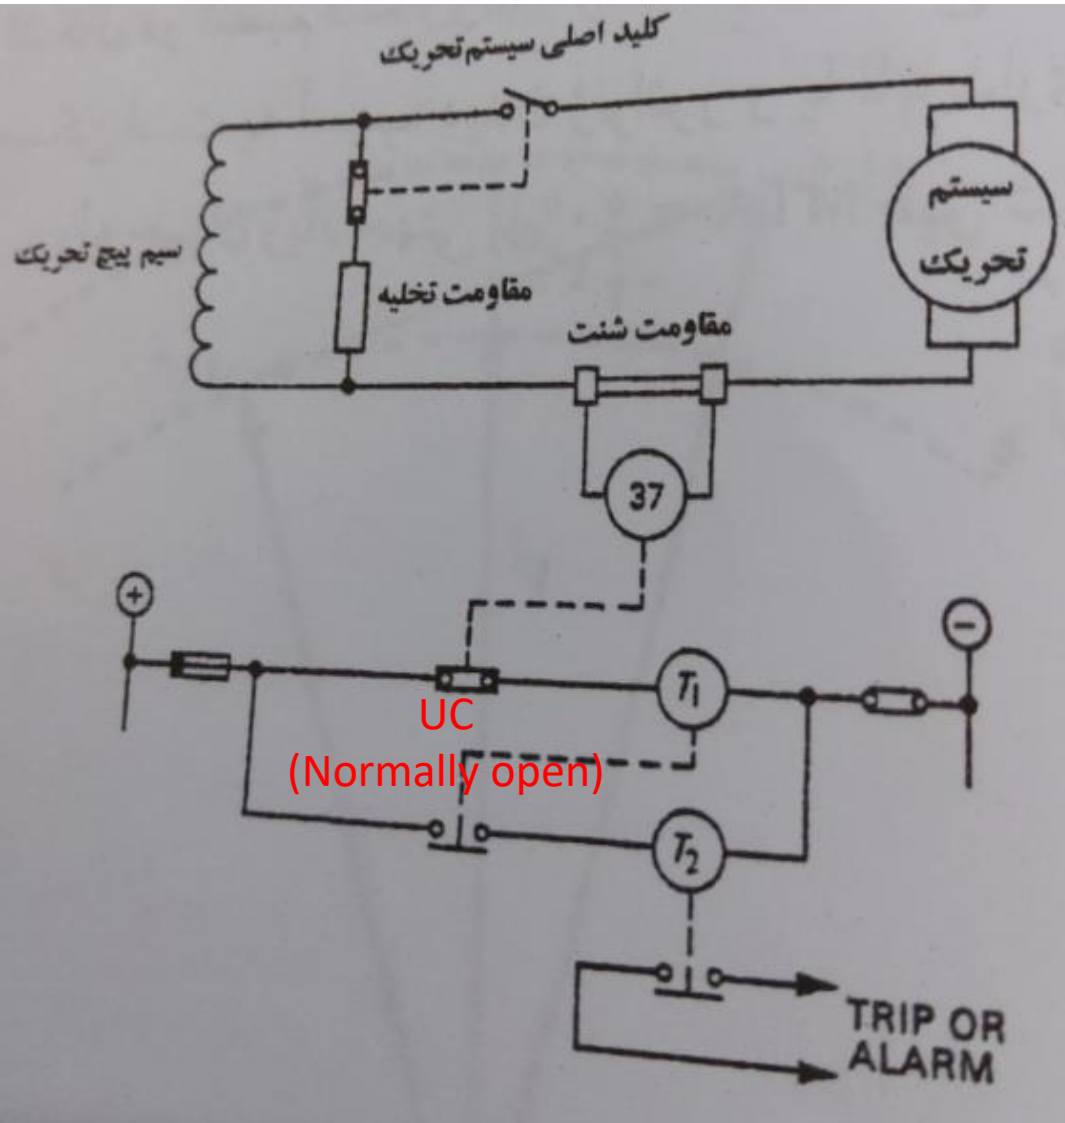 کلید اصلی سیستم تحریک
سیستم
تحریک
سیم پیچ تحریک
مقاومت تخلیه
مقاومت شنت
37
+
−
T1
UC
(Normally open)
T2
TRIP OR
ALARM